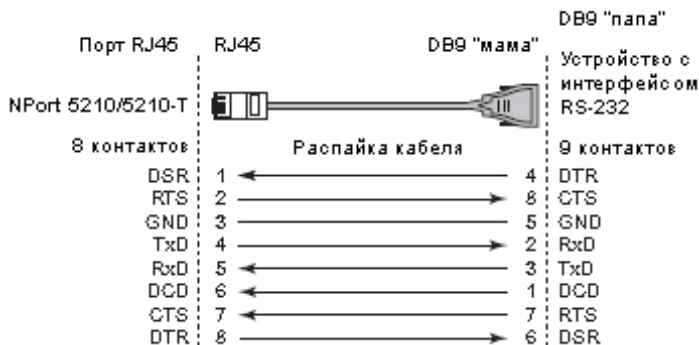 DB9 "папа"
Порт RJ45 RJ45 DB9 "мама"
Устройство с
интерфейсом
RS-232
NPort 5210/5210-T
8 контактов Распайка кабеля 9 контактов
DSR 1 4 DTR
RTS 2 8 CTS
GND 3 5 GND
TxD 4 2 RxD
RxD 5 3 TxD
DCD 6 1 DCD
CTS 7 7 RTS
DTR 8 6 DSR